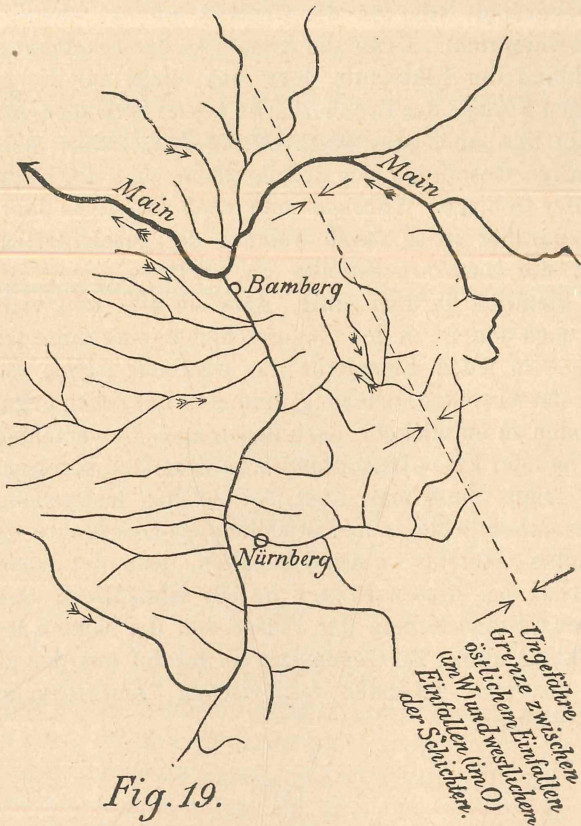 Main
Main
Bamberg
Nürnberg
Ungefähre
Grenze zwischen
östlichem Einfallen
(im W) und westlichem
Einfallen (im O)
der Schichten.
Fig. 19.